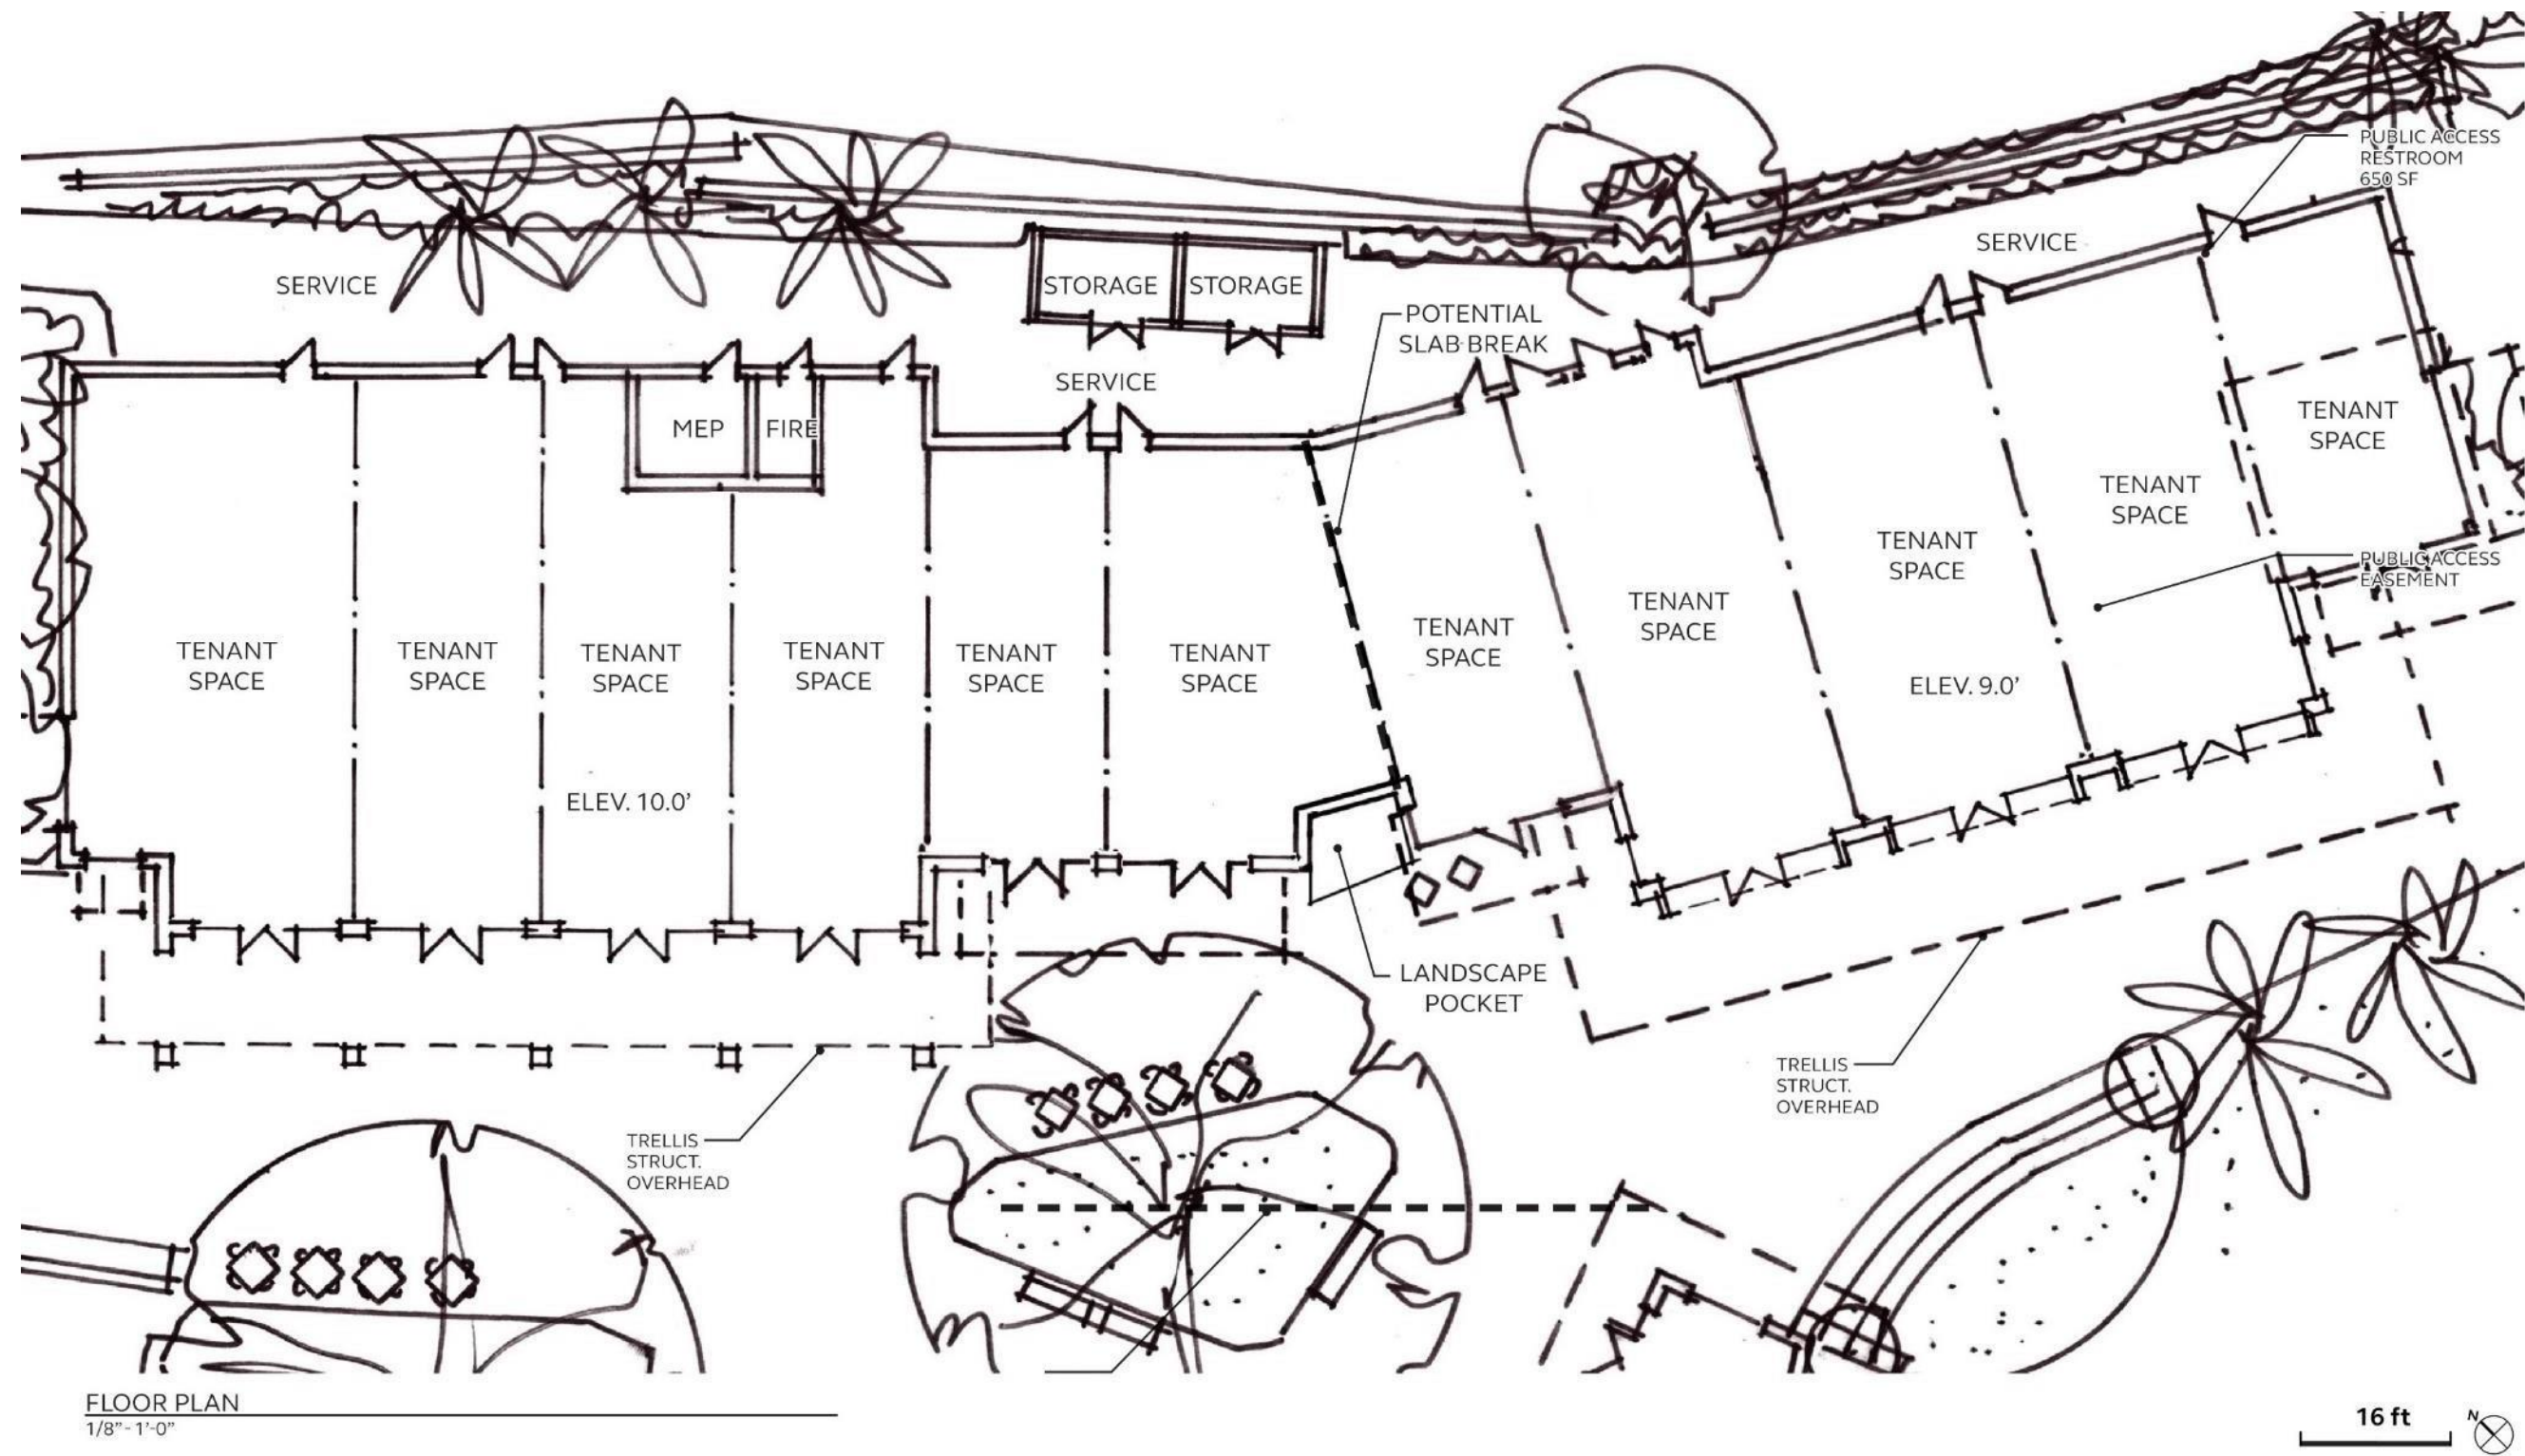 PUBLIC ACCESS
RESTROOM
650 SF
SERVICE
SERVICE
STORAGE
STORAGE
POTENTIAL
SLAB BREAK
SERVICE
MEP
FIRE
TENANT
SPACE
TENANT
SPACE
TENANT
SPACE
PUBLIC ACCESS
EASEMENT
TENANT
SPACE
TENANT
SPACE
TENANT
SPACE
TENANT
SPACE
TENANT
SPACE
TENANT
SPACE
TENANT
SPACE
TENANT
SPACE
ELEV. 9.0’
ELEV. 10.0’
LANDSCAPE
POCKET
TRELLIS
STRUCT.
OVERHEAD
TRELLIS
STRUCT.
OVERHEAD
FLOOR PLAN
1/8”- 1’-0”
16 ft
N